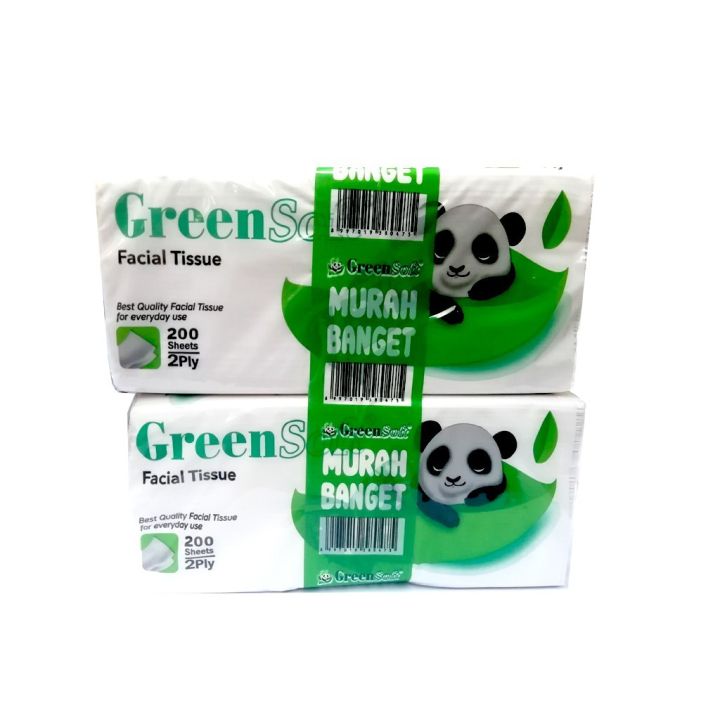 BANGET
GreenSoft
Facial Tissue
Best Quality Facial Tissue
for everyday use
200
Sheets
2Ply
GreenSoft
MURAH
BANGET
GreenSoft
Facial Tissue
Best Quality Facial Tissue
for everyday use
200
Sheets
2Ply
GreenSoft
MURAH
BANGET
GreenSoft